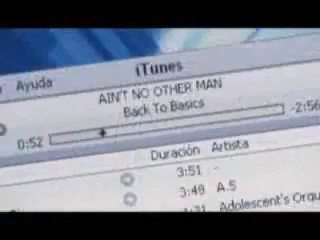 Ayuda
iTunes
AIN'T NO OTHER MAN
Back To Basics
0:52 -2:56
Duración Artista
3:51 -
3:49 A.5
Adolescent's Orqu